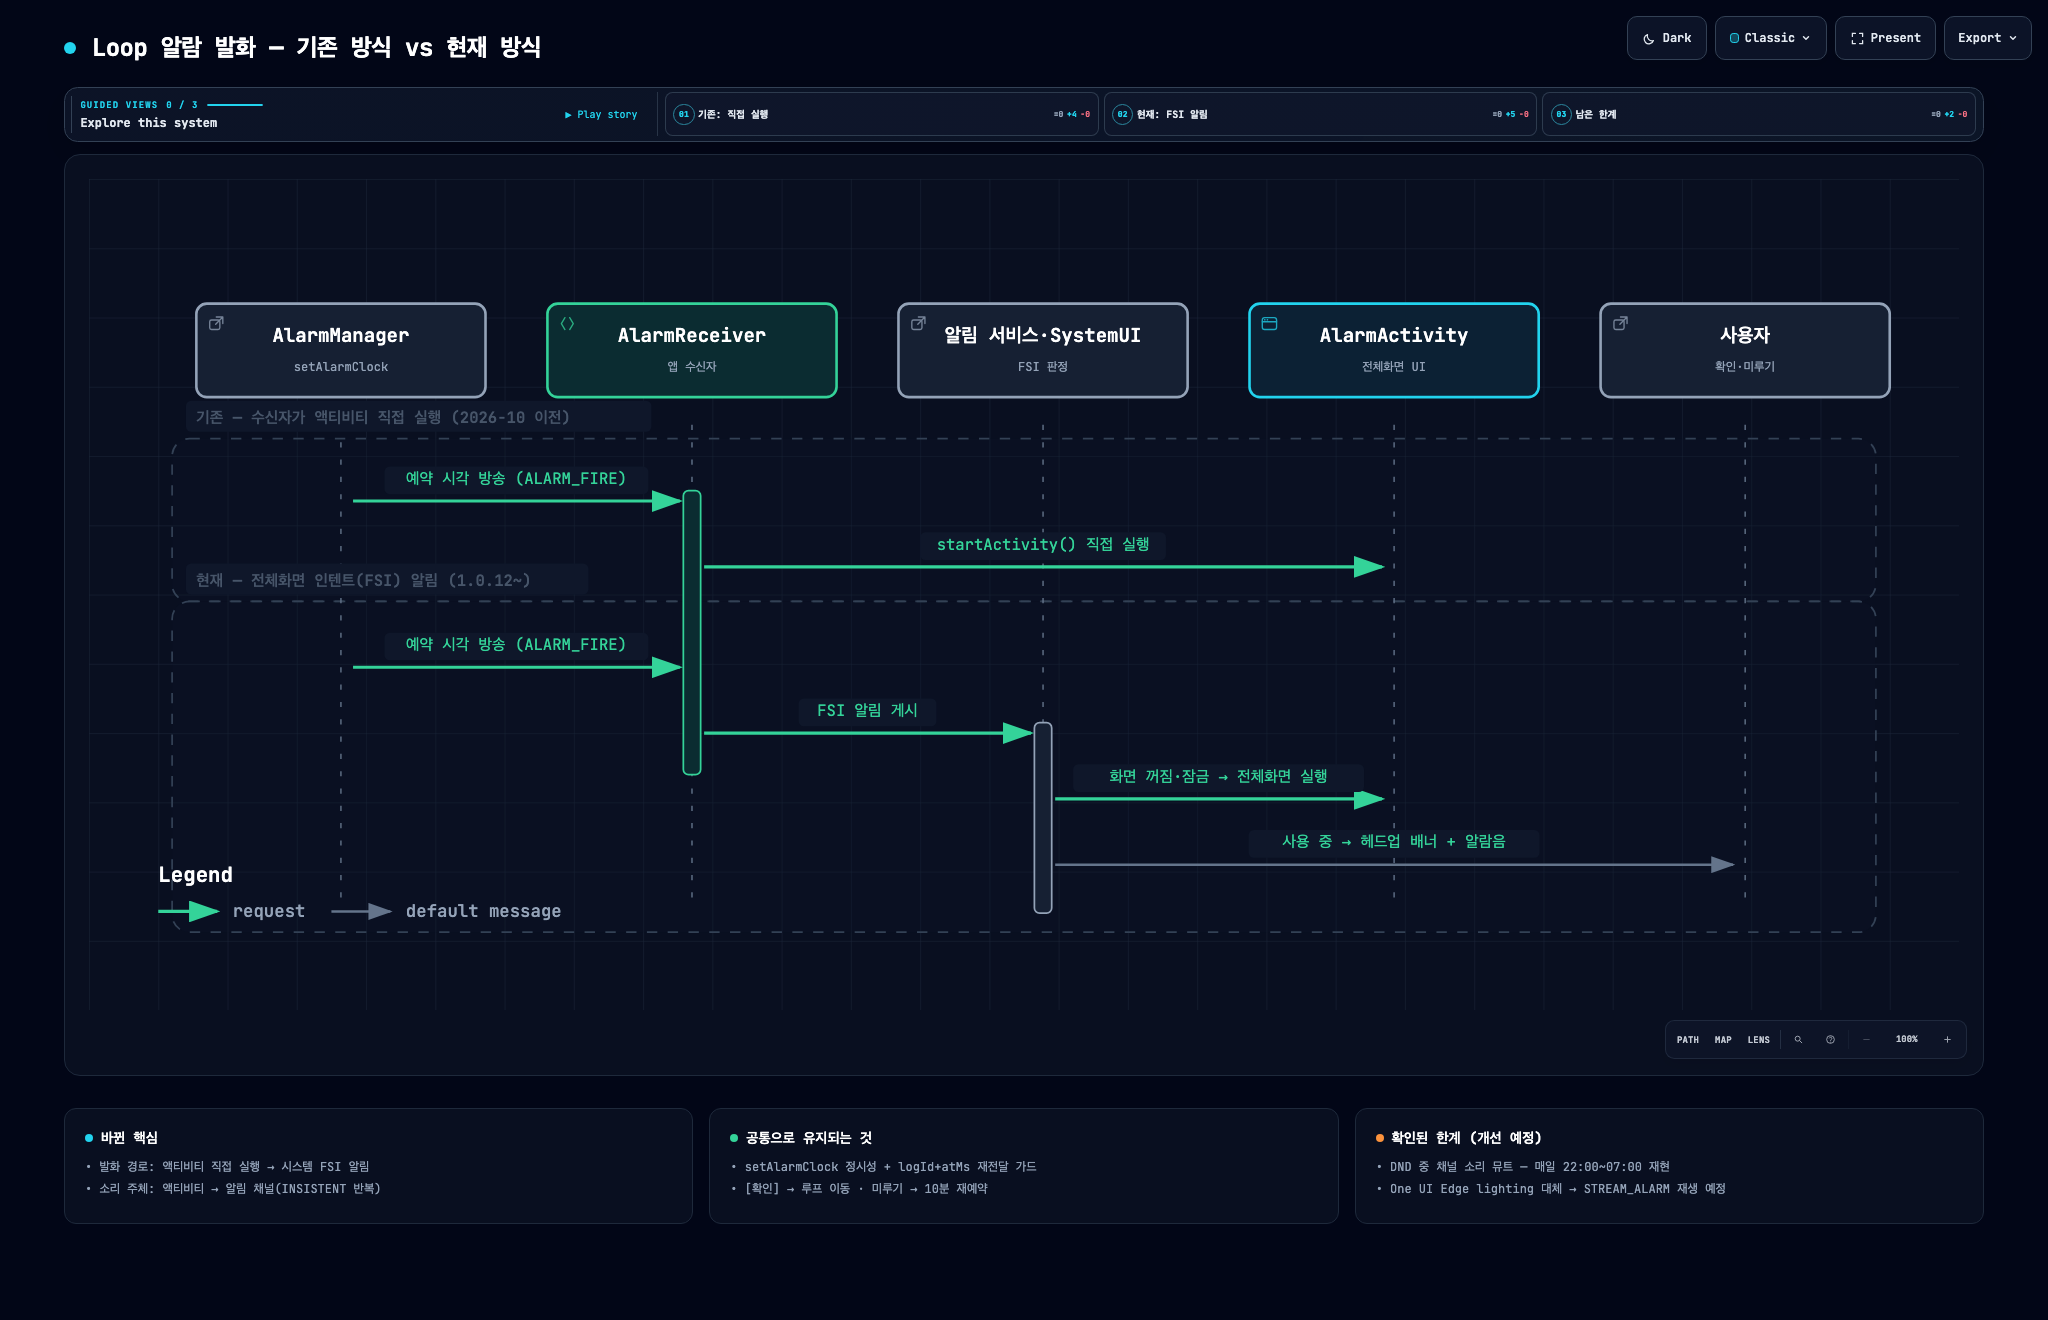 Loop 알람 발화 — 기존 방식 vs 현재 방식
Dark
Classic
Present
Export
GUIDED VIEWS 0 / 3
Explore this system
▶ Play story
01 기존: 직접 실행
=0 +4 -0
02 현재: FSI 알림
=0 +5 -0
03 남은 한계
=0 +2 -0
AlarmManager
setAlarmClock
AlarmReceiver
앱 수신자
알림 서비스·SystemUI
FSI 판정
AlarmActivity
전체화면 UI
사용자
확인·미루기
기존 — 수신자가 액티비티 직접 실행 (2026-10 이전)
예약 시각 방송 (ALARM_FIRE)
startActivity() 직접 실행
현재 — 전체화면 인텐트(FSI) 알림 (1.0.12~)
예약 시각 방송 (ALARM_FIRE)
FSI 알림 게시
화면 꺼짐·잠금 → 전체화면 실행
사용 중 → 헤드업 배너 + 알람음
Legend
request
default message
PATH
MAP
LENS
100%
바뀐 핵심
• 발화 경로: 액티비티 직접 실행 → 시스템 FSI 알림
• 소리 주체: 액티비티 → 알림 채널(INSISTENT 반복)
공통으로 유지되는 것
• setAlarmClock 정시성 + logId+atMs 재전달 가드
• [확인] → 루프 이동 · 미루기 → 10분 재예약
확인된 한계 (개선 예정)
• DND 중 채널 소리 뮤트 — 매일 22:00~07:00 재현
• One UI Edge lighting 대체 → STREAM_ALARM 재생 예정